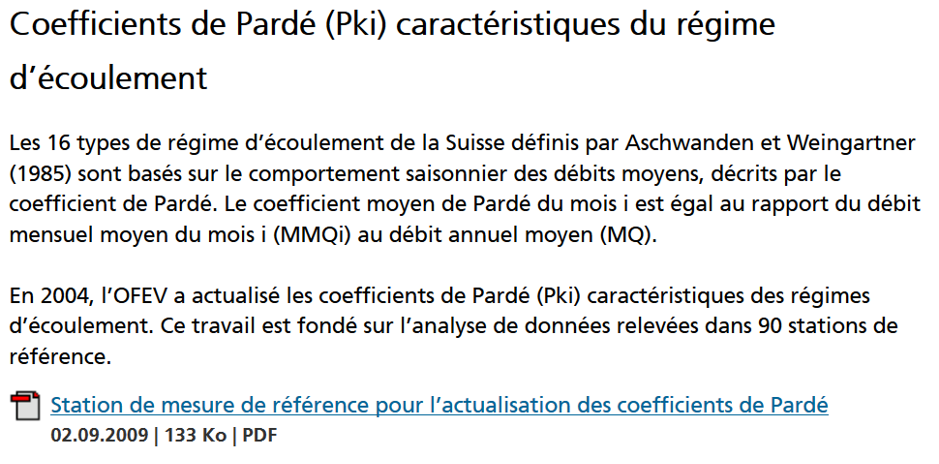 Coefficients de Pardé (Pki) caractéristiques du régime
d’écoulement
Les 16 types de régime d’écoulement de la Suisse définis par Aschwanden et Weingartner
(1985) sont basés sur le comportement saisonnier des débits moyens, décrits par le
coefficient de Pardé. Le coefficient moyen de Pardé du mois i est égal au rapport du débit
mensuel moyen du mois i (MMQi) au débit annuel moyen (MQ).
En 2004, l’OFEV a actualisé les coefficients de Pardé (Pki) caractéristiques des régimes
d’écoulement. Ce travail est fondé sur l’analyse de données relevées dans 90 stations de
référence.
Station de mesure de référence pour l’actualisation des coefficients de Pardé
02.09.2009 | 133 Ko | PDF